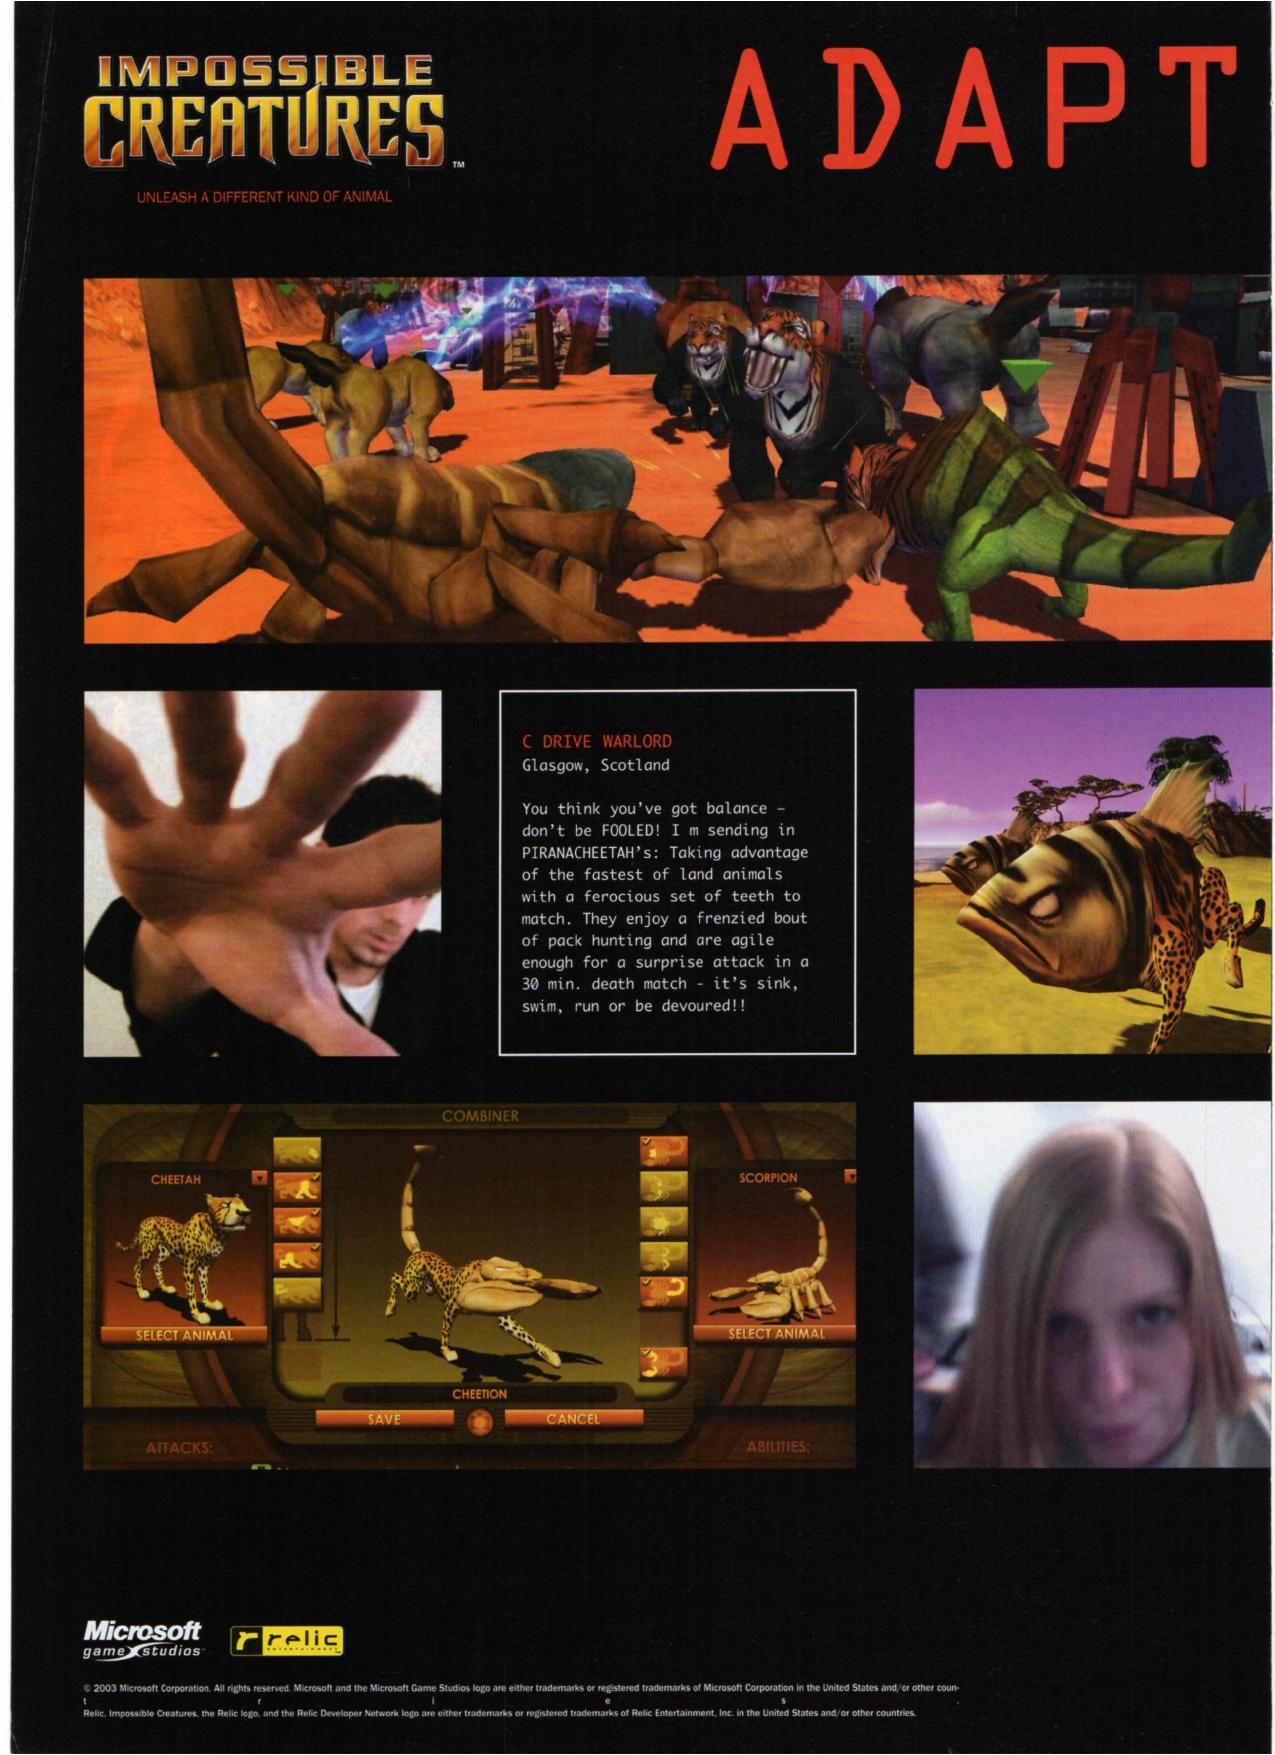 IMPOSSIBLE
CREATURES
™
UNLEASH A DIFFERENT KIND OF ANIMAL
ADAPT
C DRIVE WARLORD
Glasgow, Scotland
You think you've got balance –
don't be FOOLED! I m sending in
PIRANACHEETAH's: Taking advantage
of the fastest of land animals
with a ferocious set of teeth to
match. They enjoy a frenzied bout
of pack hunting and are agile
enough for a surprise attack in a
30 min. death match - it's sink,
swim, run or be devoured!!
COMBINER
CHEETAH
SCORPION
SELECT ANIMAL
SELECT ANIMAL
CHEETION
SAVE
CANCEL
ATTACKS:
ABILITIES:
Microsoft
game studios
r relic
ENTERTAINMENT
© 2003 Microsoft Corporation. All rights reserved. Microsoft and the Microsoft Game Studios logo are either trademarks or registered trademarks of Microsoft Corporation in the United States and/or other coun-
t r i e s .
Relic, Impossible Creatures, the Relic logo, and the Relic Developer Network logo are either trademarks or registered trademarks of Relic Entertainment, Inc. in the United States and/or other countries.